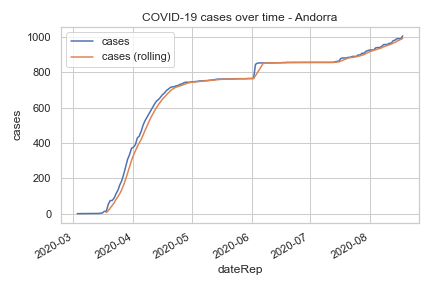 COVID-19 cases over time - Andorra
cases
cases (rolling)
1000
800
600
400
200
0
cases
2020-03
2020-04
2020-05
2020-06
2020-07
2020-08
dateRep